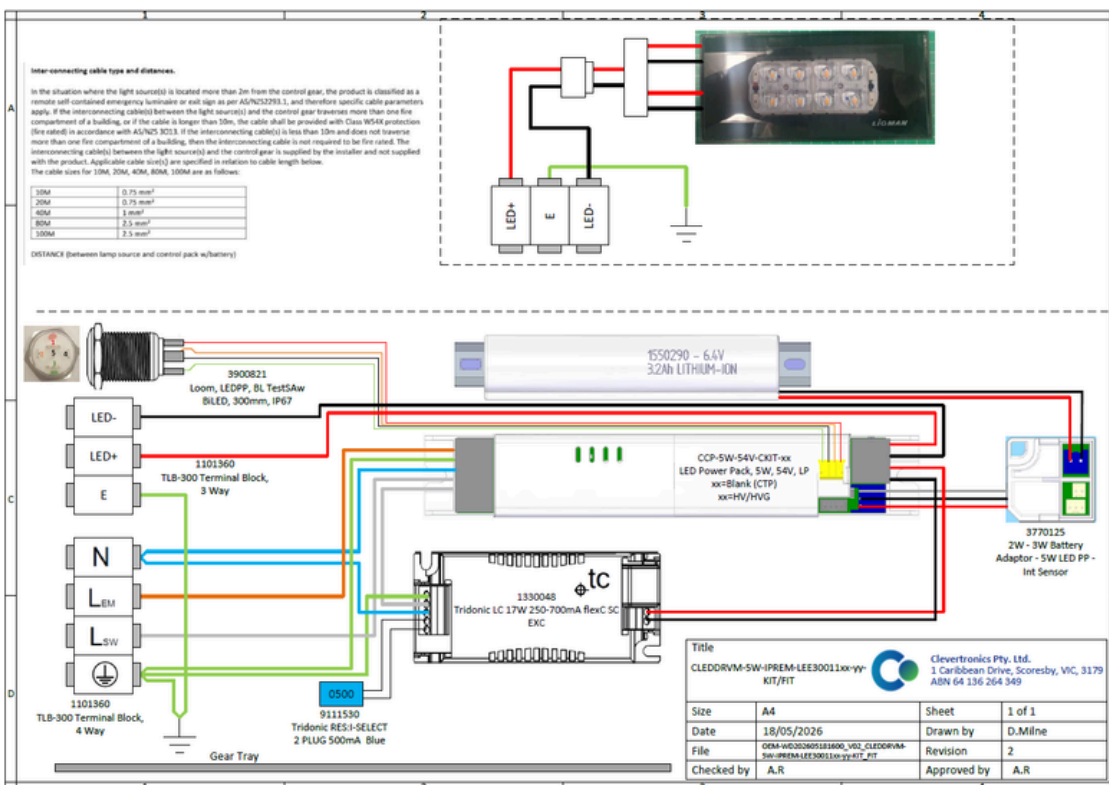 1
2
3
4
A
Inter-connecting cable type and distances.
In the situation where the light source(s) is located more than 2m from the control gear, the product is classified as a
remote self-contained emergency luminaire or exit sign as per AS/NZS2293.1, and therefore specific cable parameters
apply. If the interconnecting cable(s) between the light source(s) and the control gear traverses more than one fire
compartment of a building, or if the cable is longer than 10m, the cable shall be provided with Class WS4X protection
(fire rated) in accordance with AS/NZS 3013. If the interconnecting cable(s) is less than 10m and does not traverse
more than one fire compartment of a building, then the interconnecting cable is not required to be fire rated. The
interconnecting cable(s) between the light source(s) and the control gear is supplied by the installer and not supplied
with the product. Applicable cable size(s) are specified in relation to cable length below.
The cable sizes for 10M, 20M, 40M, 80M, 100M are as follows:
10M 0.75 mm²
20M 0.75 mm²
40M 1 mm²
80M 2.5 mm²
100M 2.5 mm²
DISTANCE (between lamp source and control pack w/battery)
LIGMAN
LED+
E
LED-
3900821
Loom, LEDPP, BL TestSAw
BiLED, 300mm, IP67
1550290 – 6.4V
3.2Ah LITHIUM-ION
C
LED-
LED+
E
1101360
TLB-300 Terminal Block,
3 Way
CCP-5W-54V-CKIT-xx
LED Power Pack, 5W, 54V, LP
xx=Blank (CTP)
xx=HV/HVG
3770125
2W - 3W Battery
Adaptor - 5W LED PP -
Int Sensor
N
LEM
LSW
tc
1330048
Tridonic LC 17W 250-700mA flexC SC
EXC
D
1101360
TLB-300 Terminal Block,
4 Way
0500
9111530
Tridonic RES:I-SELECT
2 PLUG 500mA Blue
Gear Tray
Title
CLEDDRVM-5W-IPREM-LEE30011xx-yy-
KIT/FIT
Clevertronics Pty. Ltd.
1 Caribbean Drive, Scoresby, VIC, 3179
ABN 64 136 264 349
Size A4 Sheet 1 of 1
Date 18/05/2026 Drawn by D.Milne
File OEM-WD202605181600_V02_CLEDDRVM-
5W-IPREM-LEE30011xx-yy-KIT_FIT
Revision 2
Checked by A.R Approved by A.R